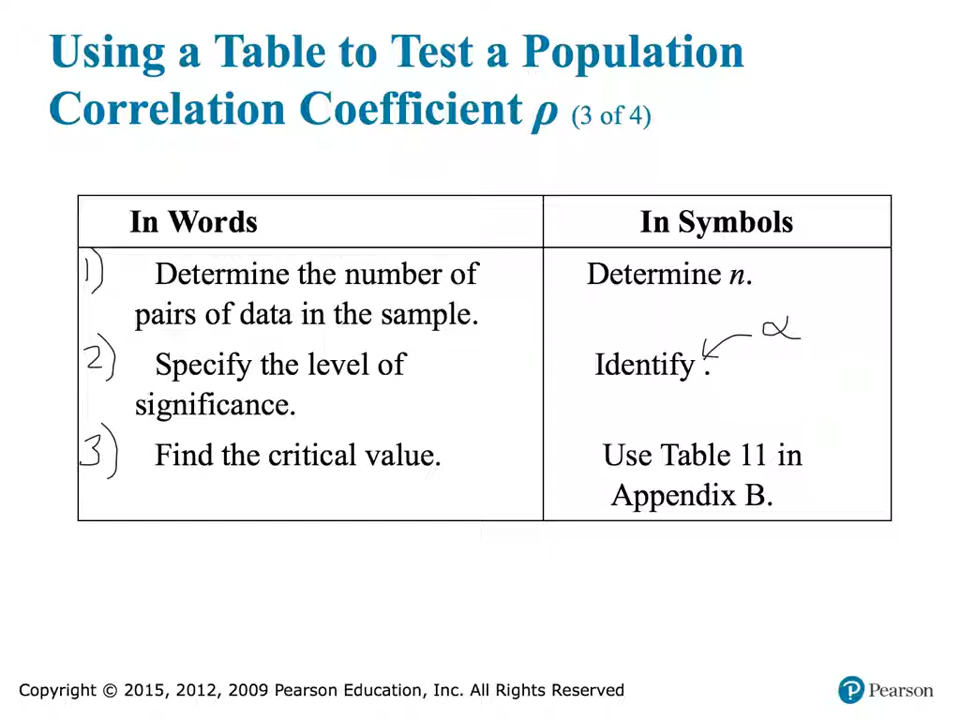 Using a Table to Test a Population
Correlation Coefficient ρ (3 of 4)
In Words
In Symbols
1) Determine the number of
pairs of data in the sample.
Determine n.
2) Specify the level of
significance.
α
Identify .
3) Find the critical value.
Use Table 11 in
Appendix B.
Copyright © 2015, 2012, 2009 Pearson Education, Inc. All Rights Reserved
P Pearson